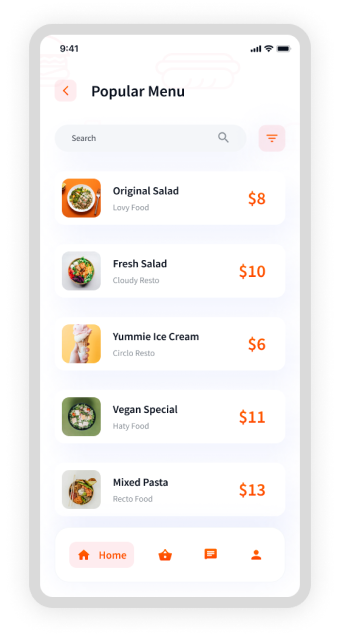 9:41
Popular Menu
Search
Original Salad
Lovy Food
$8
Fresh Salad
Cloudy Resto
$10
Yummie Ice Cream
Circlo Resto
$6
Vegan Special
Haty Food
$11
Mixed Pasta
Recto Food
$13
Home